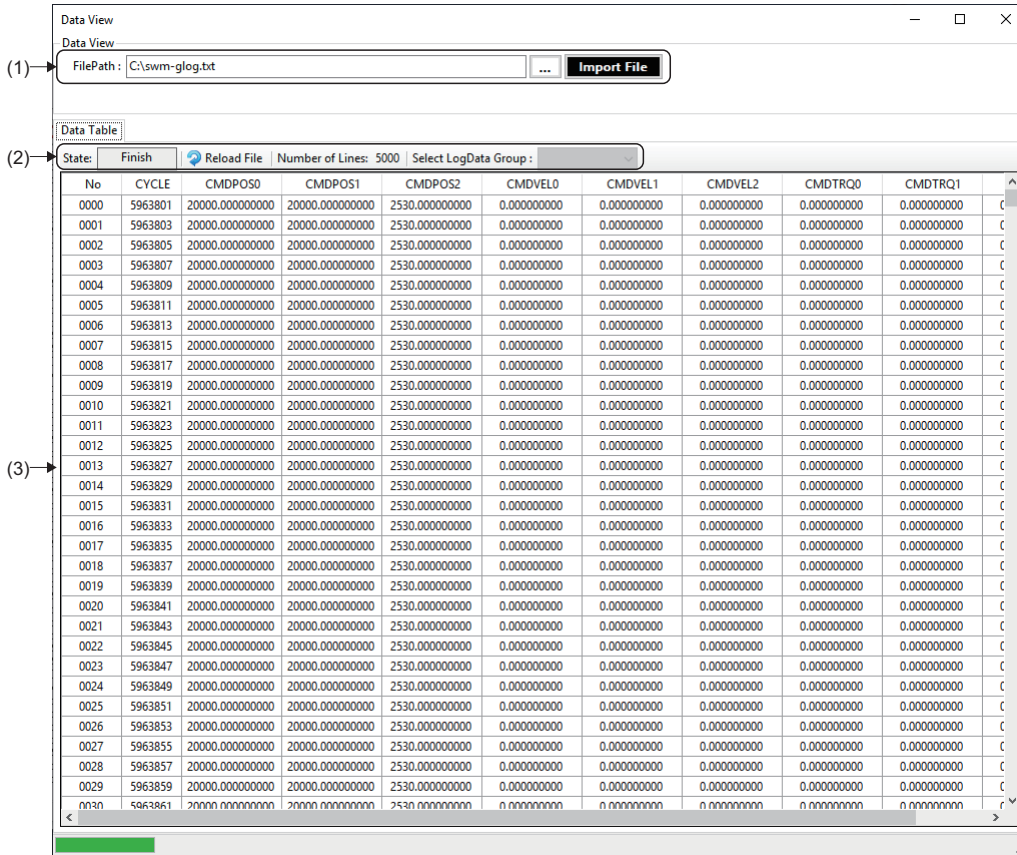 Data View
Data View
(1) FilePath : C:\swm-glog.txt ... Import File
Data Table
(2) State: Finish Reload File Number of Lines: 5000 Select LogData Group :
No CYCLE CMDPOS0 CMDPOS1 CMDPOS2 CMDVEL0 CMDVEL1 CMDVEL2 CMDTRQ0 CMDTRQ1
0000 5963801 20000.000000000 20000.000000000 2530.000000000 0.000000000 0.000000000 0.000000000 0.000000000 0.000000000
0001 5963803 20000.000000000 20000.000000000 2530.000000000 0.000000000 0.000000000 0.000000000 0.000000000 0.000000000
0002 5963805 20000.000000000 20000.000000000 2530.000000000 0.000000000 0.000000000 0.000000000 0.000000000 0.000000000
0003 5963807 20000.000000000 20000.000000000 2530.000000000 0.000000000 0.000000000 0.000000000 0.000000000 0.000000000
0004 5963809 20000.000000000 20000.000000000 2530.000000000 0.000000000 0.000000000 0.000000000 0.000000000 0.000000000
0005 5963811 20000.000000000 20000.000000000 2530.000000000 0.000000000 0.000000000 0.000000000 0.000000000 0.000000000
0006 5963813 20000.000000000 20000.000000000 2530.000000000 0.000000000 0.000000000 0.000000000 0.000000000 0.000000000
0007 5963815 20000.000000000 20000.000000000 2530.000000000 0.000000000 0.000000000 0.000000000 0.000000000 0.000000000
0008 5963817 20000.000000000 20000.000000000 2530.000000000 0.000000000 0.000000000 0.000000000 0.000000000 0.000000000
0009 5963819 20000.000000000 20000.000000000 2530.000000000 0.000000000 0.000000000 0.000000000 0.000000000 0.000000000
0010 5963821 20000.000000000 20000.000000000 2530.000000000 0.000000000 0.000000000 0.000000000 0.000000000 0.000000000
0011 5963823 20000.000000000 20000.000000000 2530.000000000 0.000000000 0.000000000 0.000000000 0.000000000 0.000000000
0012 5963825 20000.000000000 20000.000000000 2530.000000000 0.000000000 0.000000000 0.000000000 0.000000000 0.000000000
(3) 0013 5963827 20000.000000000 20000.000000000 2530.000000000 0.000000000 0.000000000 0.000000000 0.000000000 0.000000000
0014 5963829 20000.000000000 20000.000000000 2530.000000000 0.000000000 0.000000000 0.000000000 0.000000000 0.000000000
0015 5963831 20000.000000000 20000.000000000 2530.000000000 0.000000000 0.000000000 0.000000000 0.000000000 0.000000000
0016 5963833 20000.000000000 20000.000000000 2530.000000000 0.000000000 0.000000000 0.000000000 0.000000000 0.000000000
0017 5963835 20000.000000000 20000.000000000 2530.000000000 0.000000000 0.000000000 0.000000000 0.000000000 0.000000000
0018 5963837 20000.000000000 20000.000000000 2530.000000000 0.000000000 0.000000000 0.000000000 0.000000000 0.000000000
0019 5963839 20000.000000000 20000.000000000 2530.000000000 0.000000000 0.000000000 0.000000000 0.000000000 0.000000000
0020 5963841 20000.000000000 20000.000000000 2530.000000000 0.000000000 0.000000000 0.000000000 0.000000000 0.000000000
0021 5963843 20000.000000000 20000.000000000 2530.000000000 0.000000000 0.000000000 0.000000000 0.000000000 0.000000000
0022 5963845 20000.000000000 20000.000000000 2530.000000000 0.000000000 0.000000000 0.000000000 0.000000000 0.000000000
0023 5963847 20000.000000000 20000.000000000 2530.000000000 0.000000000 0.000000000 0.000000000 0.000000000 0.000000000
0024 5963849 20000.000000000 20000.000000000 2530.000000000 0.000000000 0.000000000 0.000000000 0.000000000 0.000000000
0025 5963851 20000.000000000 20000.000000000 2530.000000000 0.000000000 0.000000000 0.000000000 0.000000000 0.000000000
0026 5963853 20000.000000000 20000.000000000 2530.000000000 0.000000000 0.000000000 0.000000000 0.000000000 0.000000000
0027 5963855 20000.000000000 20000.000000000 2530.000000000 0.000000000 0.000000000 0.000000000 0.000000000 0.000000000
0028 5963857 20000.000000000 20000.000000000 2530.000000000 0.000000000 0.000000000 0.000000000 0.000000000 0.000000000
0029 5963859 20000.000000000 20000.000000000 2530.000000000 0.000000000 0.000000000 0.000000000 0.000000000 0.000000000
0030 5963861 20000.000000000 20000.000000000 2530.000000000 0.000000000 0.000000000 0.000000000 0.000000000 0.000000000